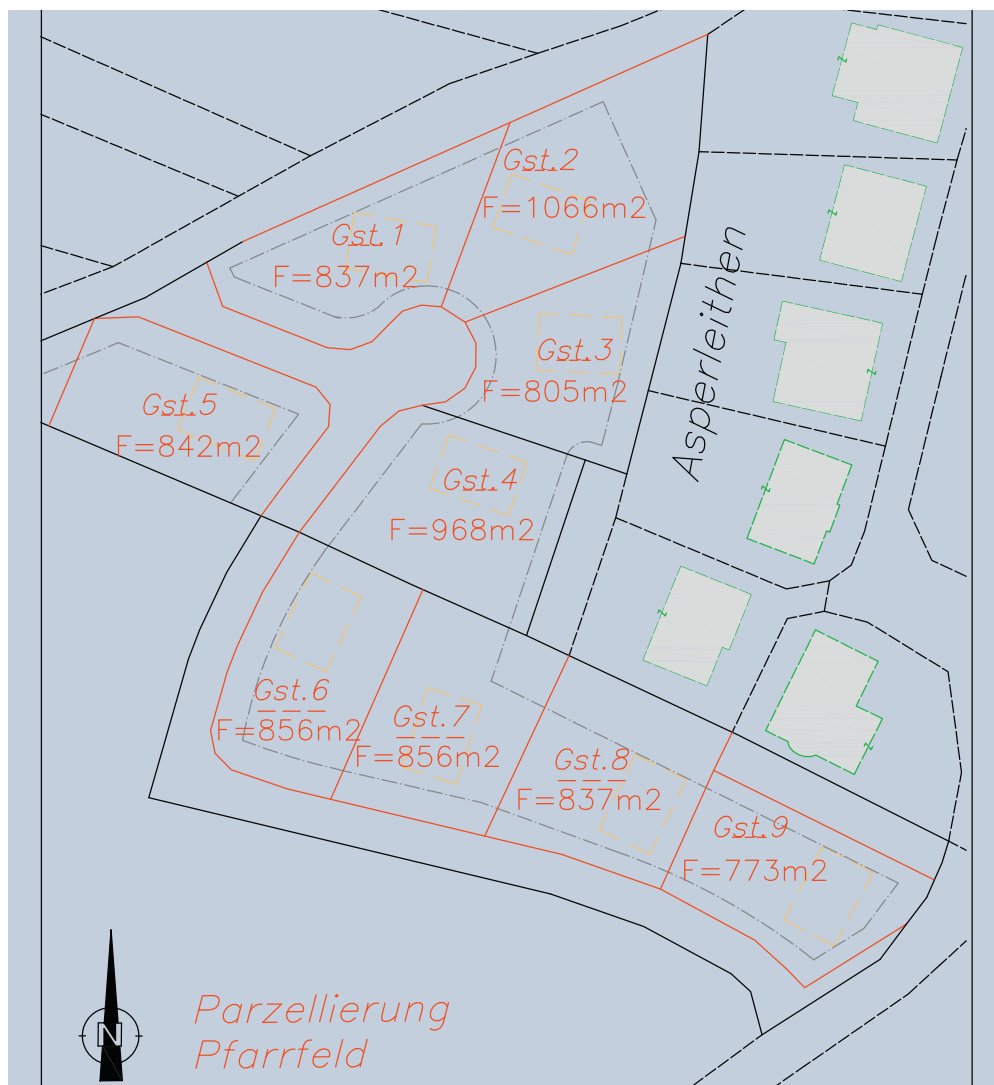 Gst.2
F=1066m2
Gst.1
F=837m2
Asperleithen
Gst.3
F=805m2
Gst.5
F=842m2
Gst.4
F=968m2
Gst.6
F=856m2
Gst.7
F=856m2
Gst.8
F=837m2
Gst.9
F=773m2
N
Parzellierung
Pfarrfeld